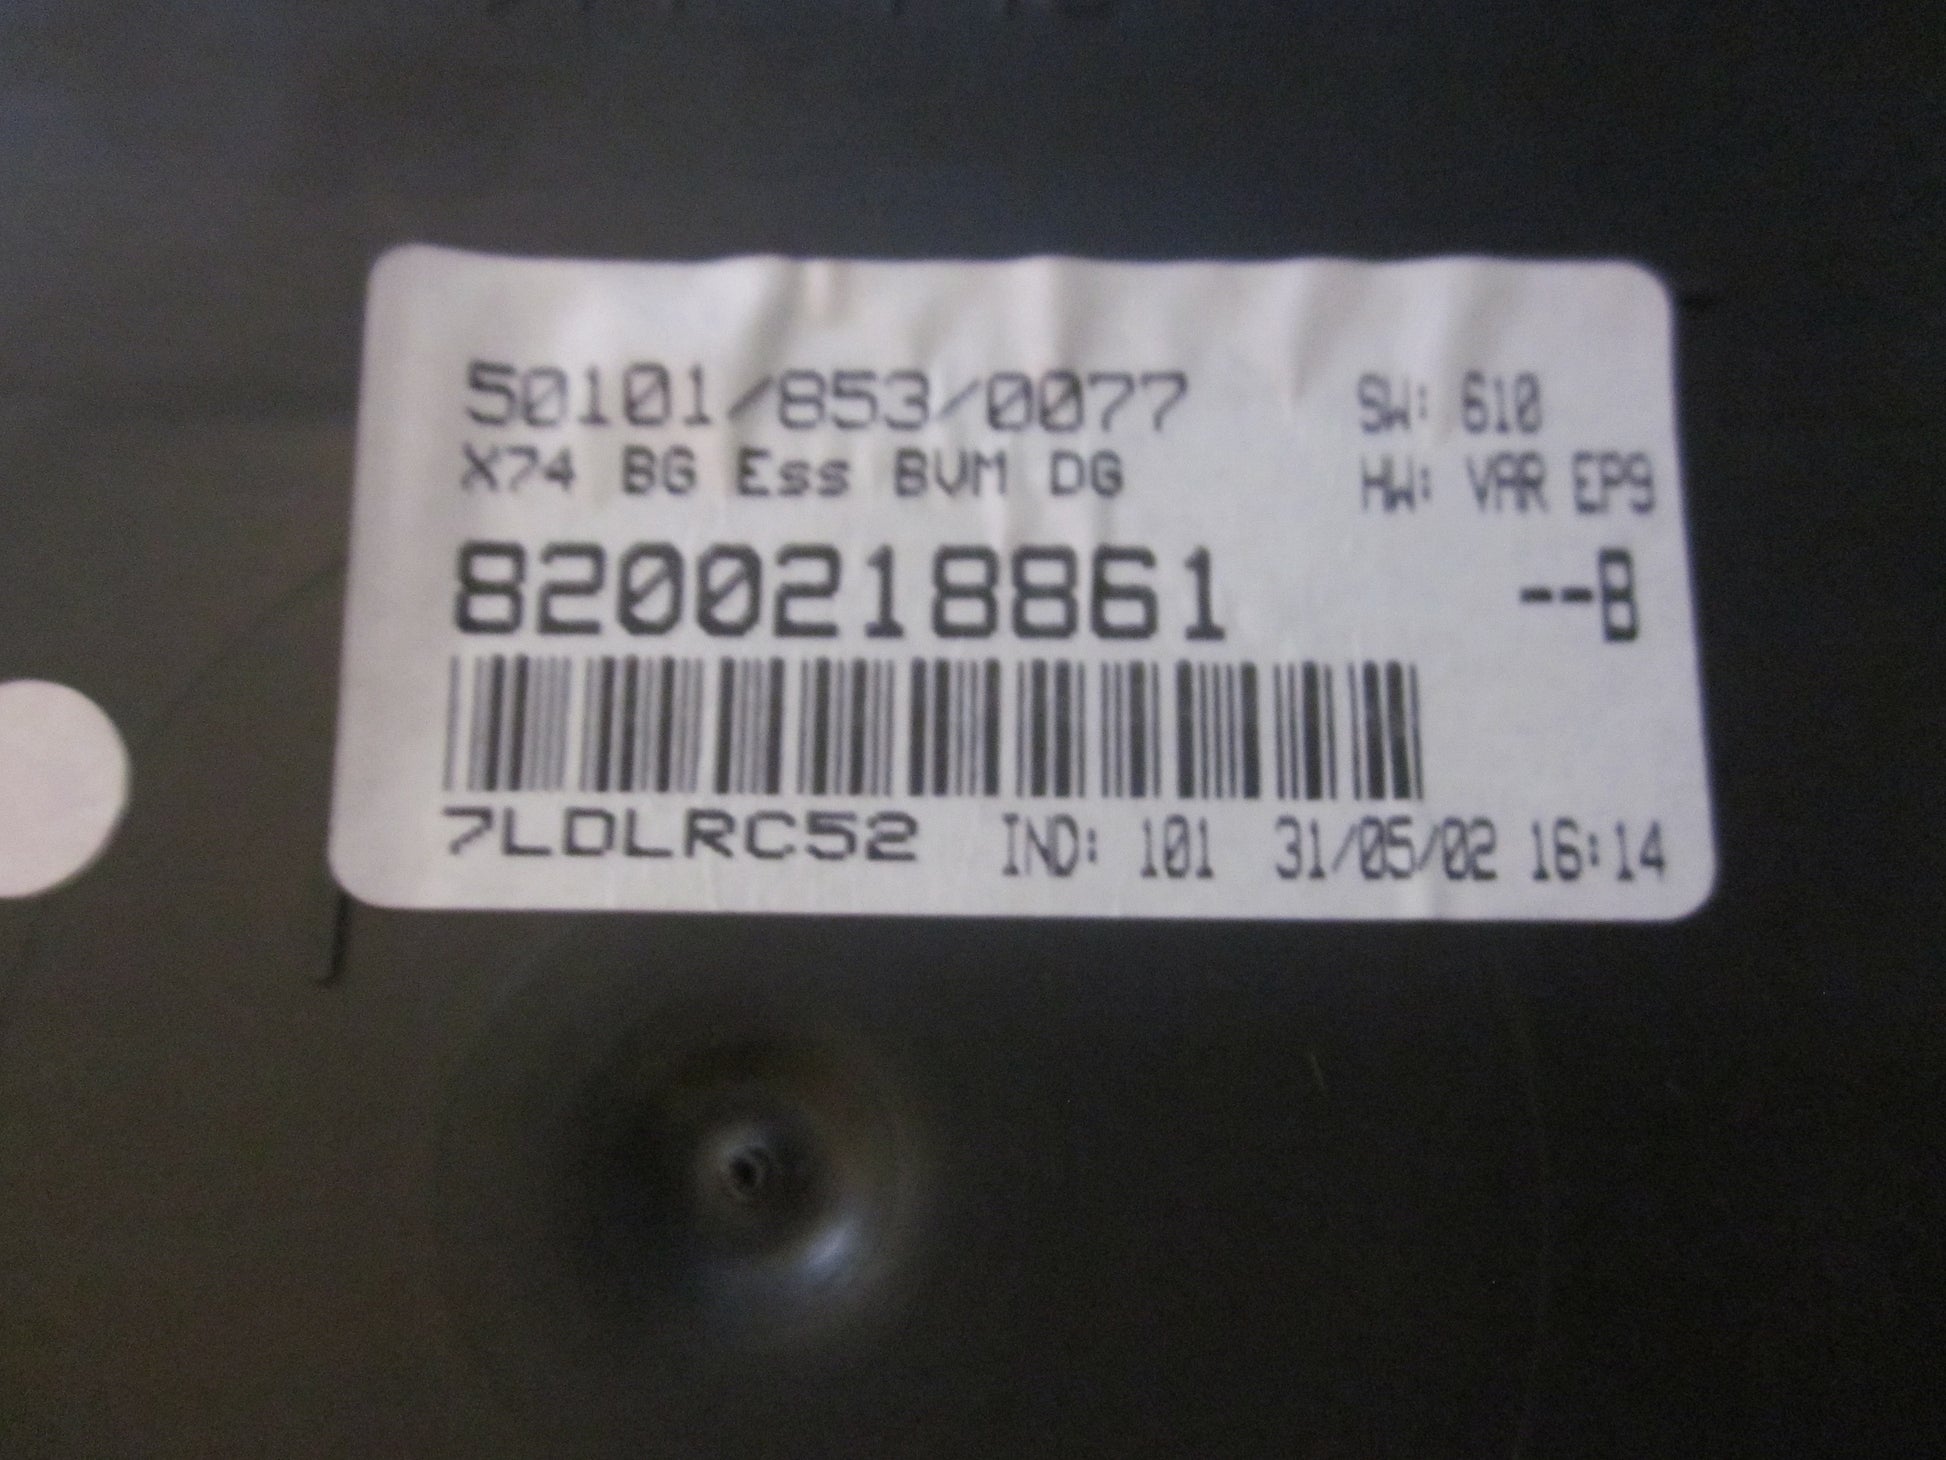 50101/853/0077 SW: 610
X74 BG Ess BVM DG HW: VAR EP9
8200218861 --B
7LDLRC52 IND: 101 31/05/02 16:14